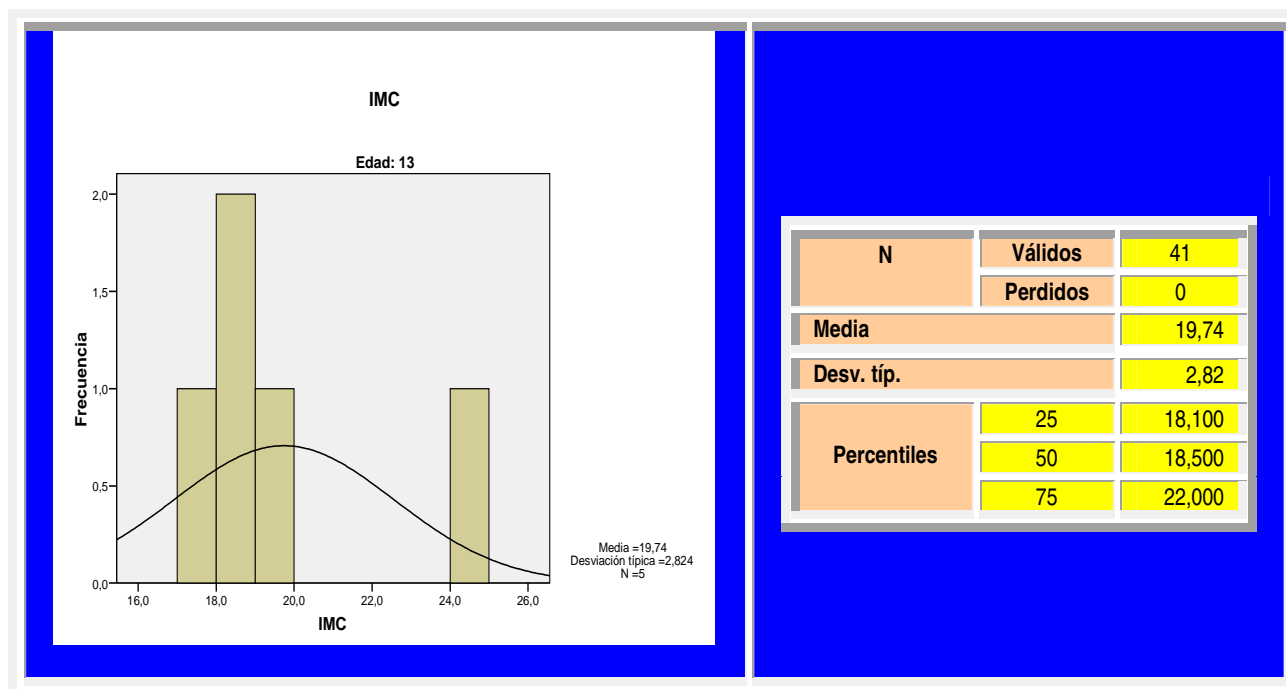 IMC
Edad: 13
Frecuencia
2,0
1,5
1,0
0,5
0,0
16,0 18,0 20,0 22,0 24,0 26,0
IMC
Media =19,74
Desviación típica =2,824
N =5
N Válidos 41
Perdidos 0
Media 19,74
Desv. típ. 2,82
Percentiles 25 18,100
50 18,500
75 22,000